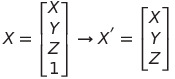 X = [X Y Z 1] → X′ = [X Y Z]